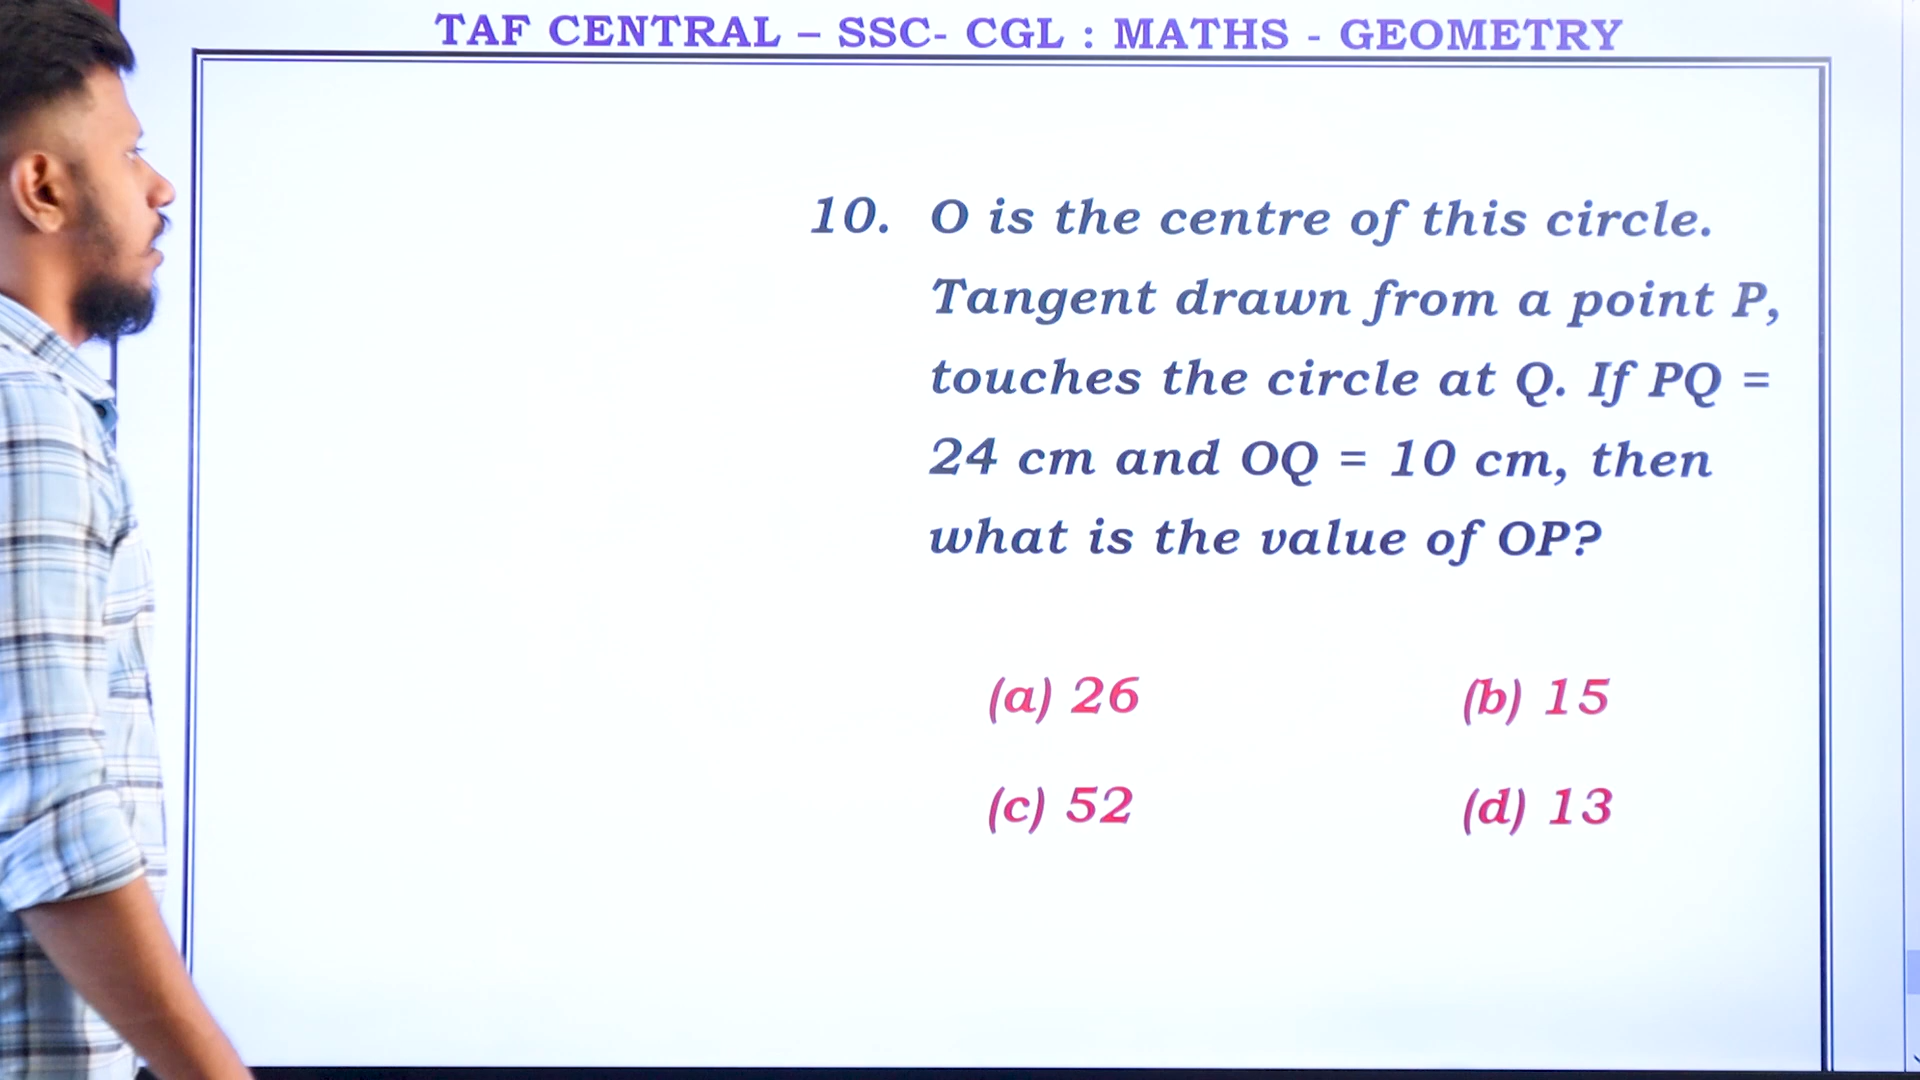 TAF CENTRAL – SSC- CGL : MATHS - GEOMETRY
10. O is the centre of this circle.
Tangent drawn from a point P,
touches the circle at Q. If PQ =
24 cm and OQ = 10 cm, then
what is the value of OP?
(a) 26 (b) 15
(c) 52 (d) 13